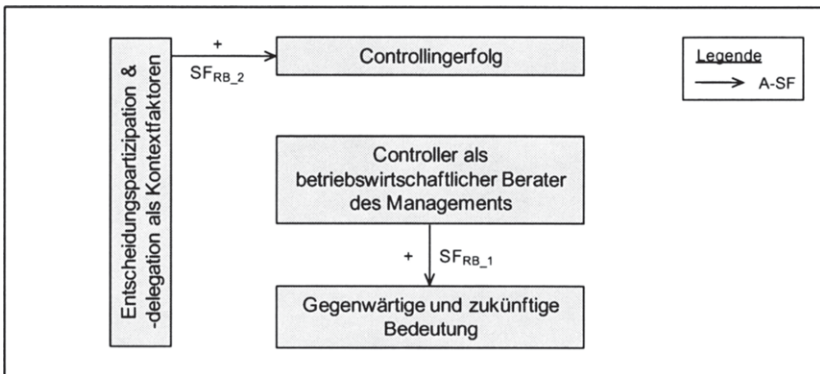 Entscheidungspartizipation &
-delegation als Kontextfaktoren
+
SF_RB_2
Controllingerfolg
Legende
A-SF
Controller als
betriebswirtschaftlicher Berater
des Managements
+ SF_RB_1
Gegenwärtige und zukünftige
Bedeutung